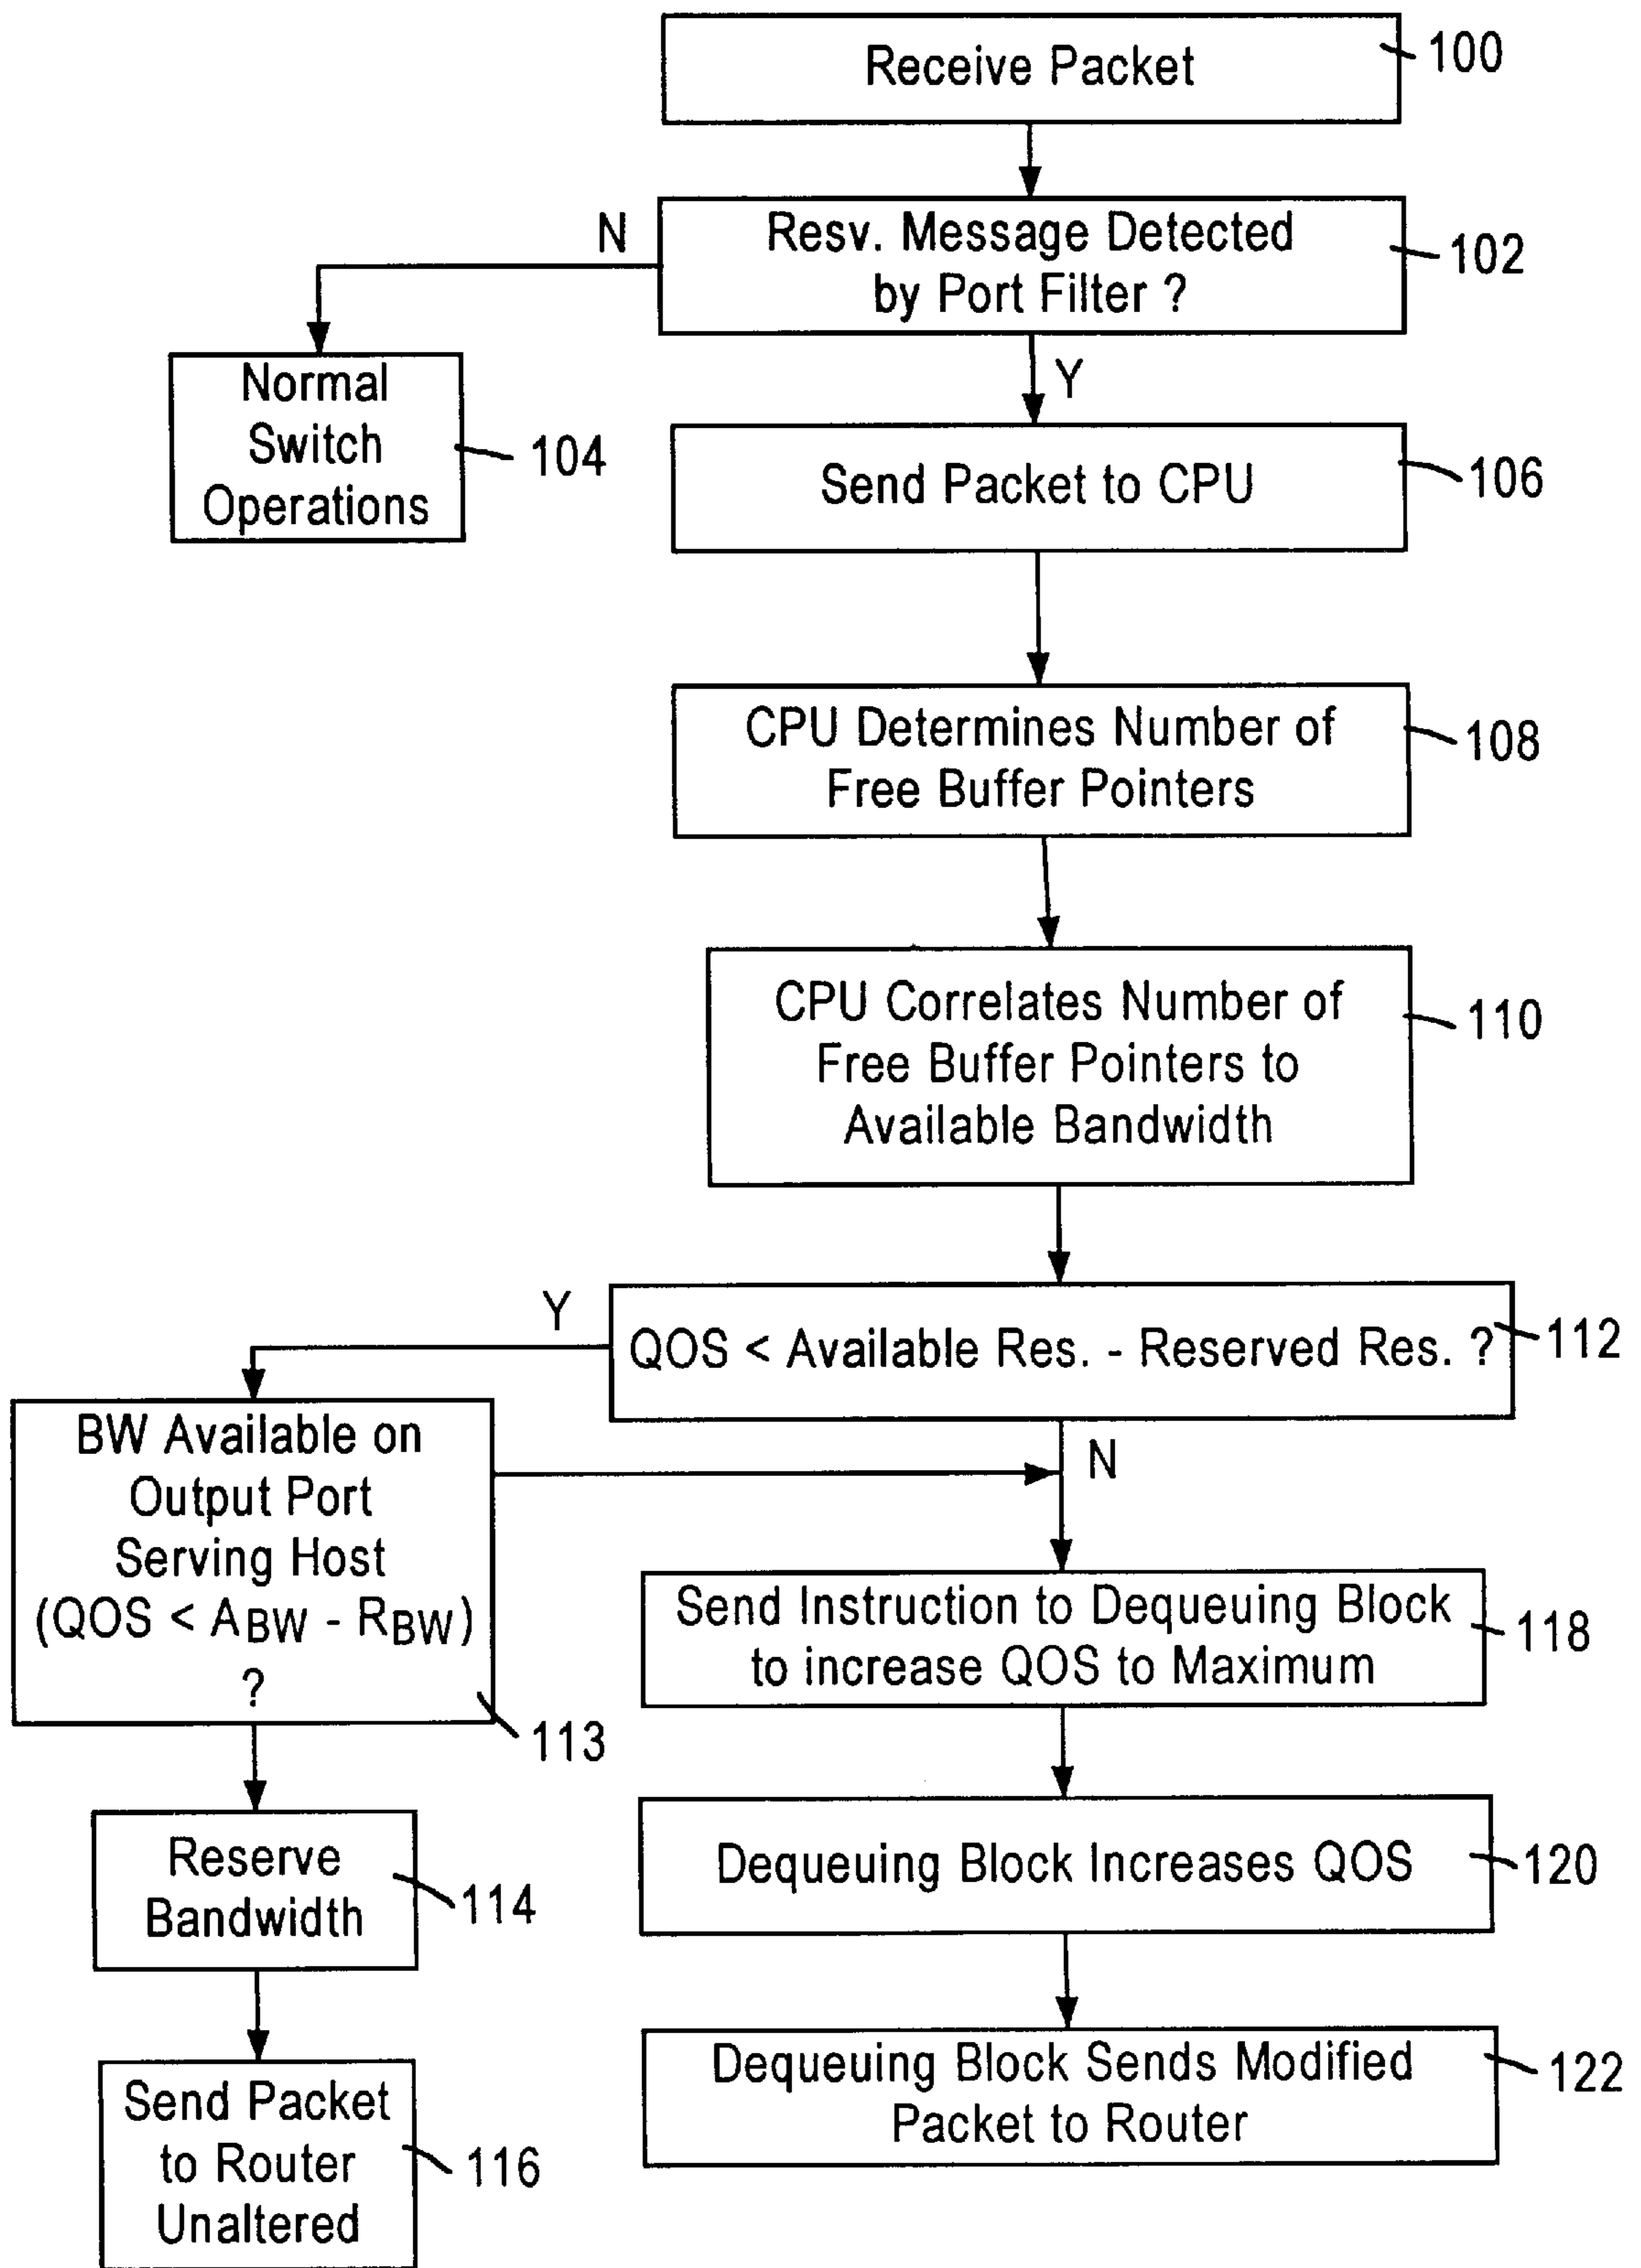 Receive Packet
100
Resv. Message Detected
by Port Filter ?
102
N
Y
Normal
Switch
Operations
104
Send Packet to CPU
106
CPU Determines Number of
Free Buffer Pointers
108
CPU Correlates Number of
Free Buffer Pointers to
Available Bandwidth
110
QOS < Available Res. - Reserved Res. ?
112
Y
N
BW Available on
Output Port
Serving Host
(QOS < ABW - RBW)
?
113
Reserve
Bandwidth
114
Send Packet
to Router
Unaltered
116
Send Instruction to Dequeuing Block
to increase QOS to Maximum
118
Dequeuing Block Increases QOS
120
Dequeuing Block Sends Modified
Packet to Router
122